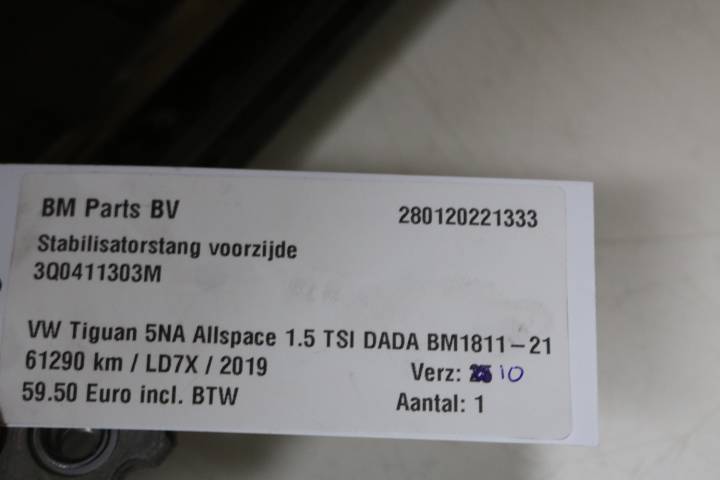 BM Parts BV 280120221333
Stabilisatorstang voorzijde
3Q0411303M
VW Tiguan 5NA Allspace 1.5 TSI DADA BM1811-21
61290 km / LD7X / 2019 Verz: 10
59.50 Euro incl. BTW Aantal: 1